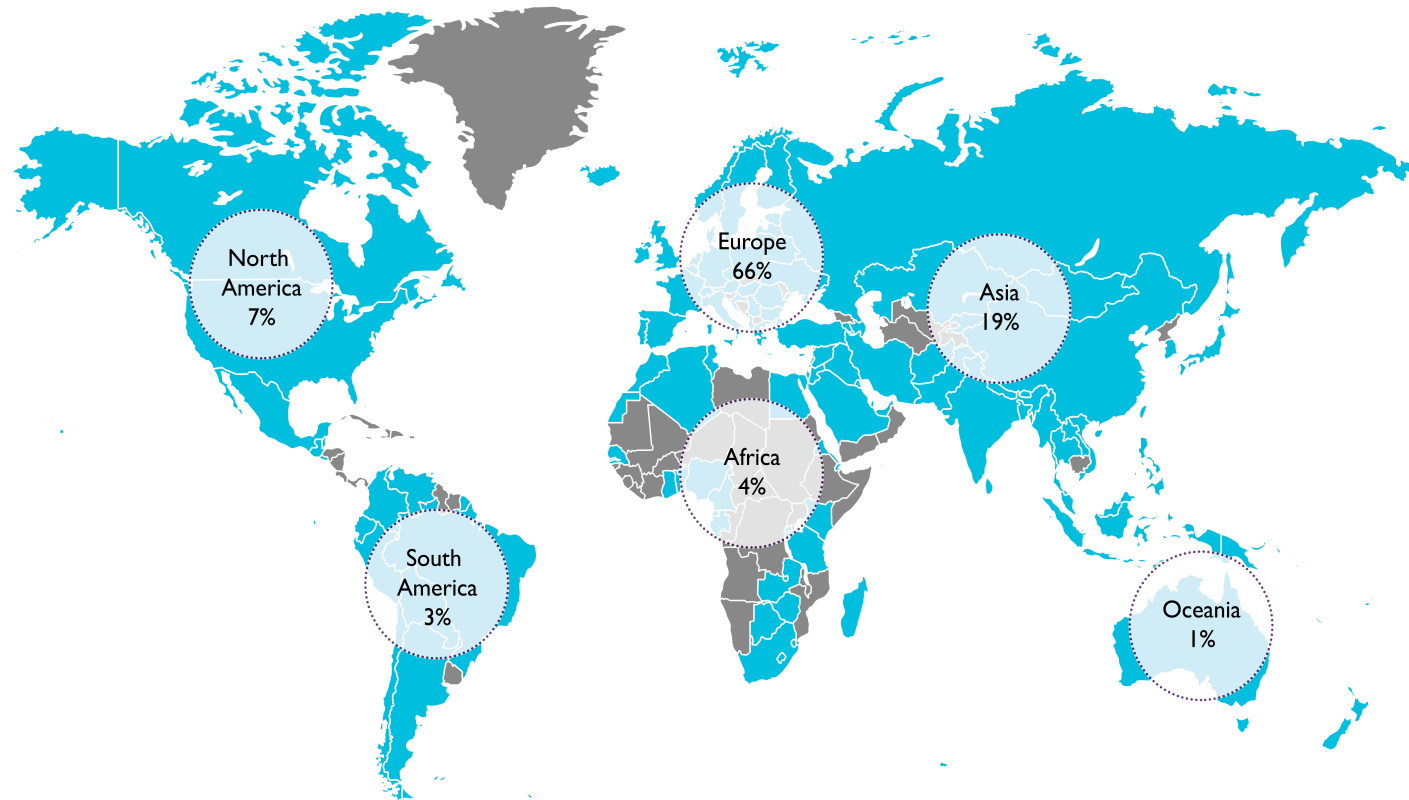 North
America
7%
Europe
66%
Asia
19%
Africa
4%
South
America
3%
Oceania
1%